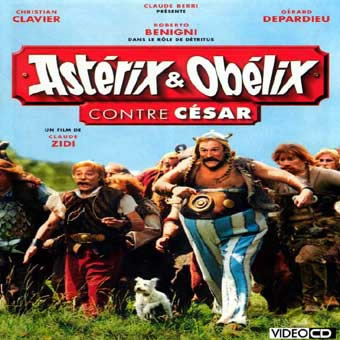 CLAUDE BERRI
PRÉSENTE
CHRISTIAN
CLAVIER
GÉRARD
DEPARDIEU
ROBERTO
BENIGNI
DANS LE RÔLE DE DÉTRITUS
Astérix & Obélix
CONTRE CÉSAR
UN FILM DE
CLAUDE
ZIDI
VIDEO CD